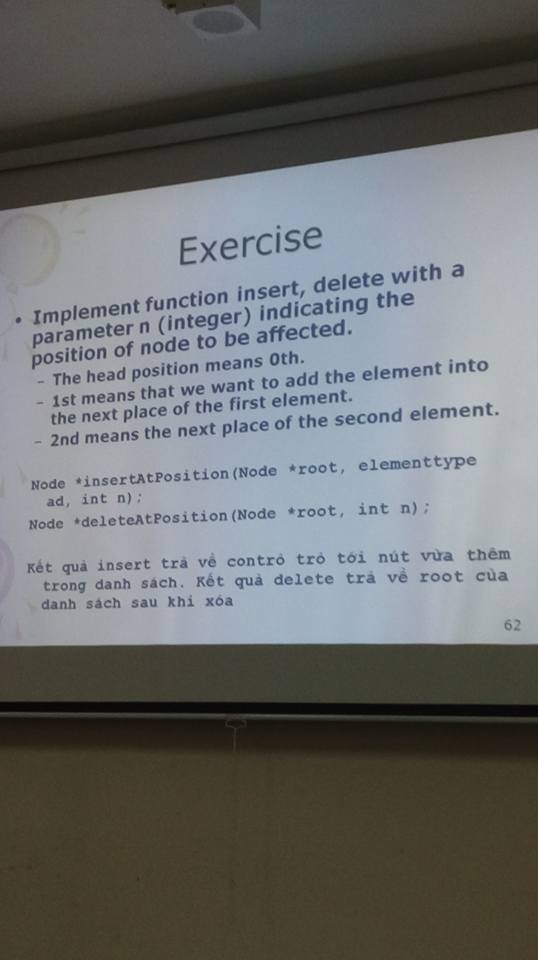 Exercise
• Implement function insert, delete with a
parameter n (integer) indicating the
position of node to be affected.
– The head position means 0th.
– 1st means that we want to add the element into
the next place of the first element.
– 2nd means the next place of the second element.
Node *insertAtPosition(Node *root, elementtype
ad, int n);
Node *deleteAtPosition(Node *root, int n);
Kết quả insert trả về contrỏ trỏ tới nút vừa thêm
trong danh sách. Kết quả delete trả về root của
danh sách sau khi xóa
62